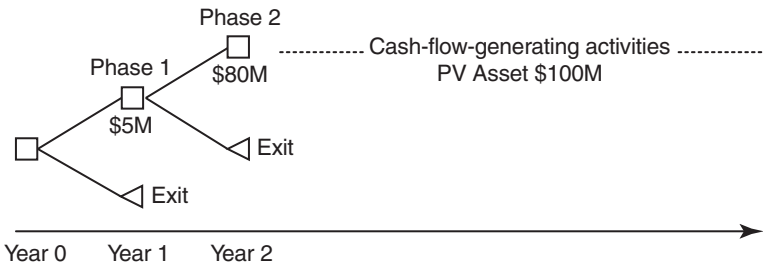 Phase 2
Cash-flow-generating activities
Phase 1
$80M
PV Asset $100M
$5M
Exit
Exit
Year 0 Year 1 Year 2